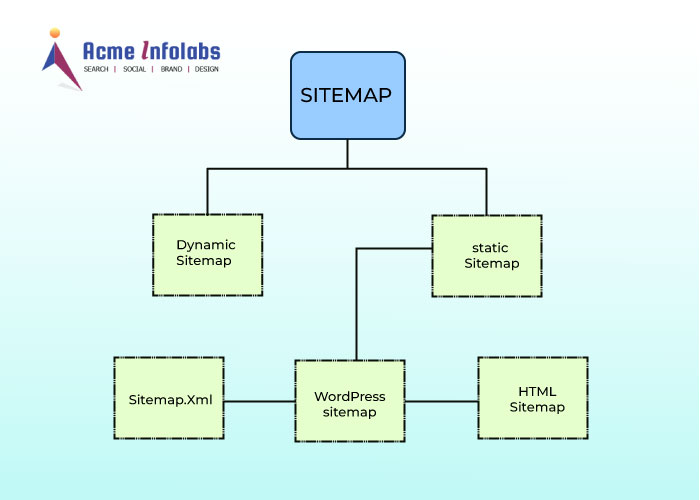 Acme Infolabs
SEARCH | SOCIAL | BRAND | DESIGN
SITEMAP
Dynamic
Sitemap
static
Sitemap
Sitemap.Xml
WordPress
sitemap
HTML
Sitemap